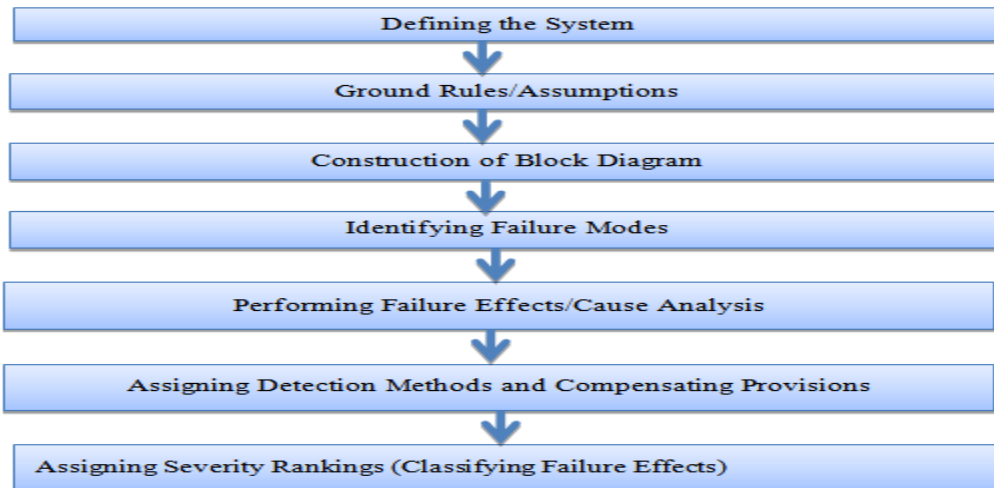 Defining the System
Ground Rules/Assumptions
Construction of Block Diagram
Identifying Failure Modes
Performing Failure Effects/Cause Analysis
Assigning Detection Methods and Compensating Provisions
Assigning Severity Rankings (Classifying Failure Effects)